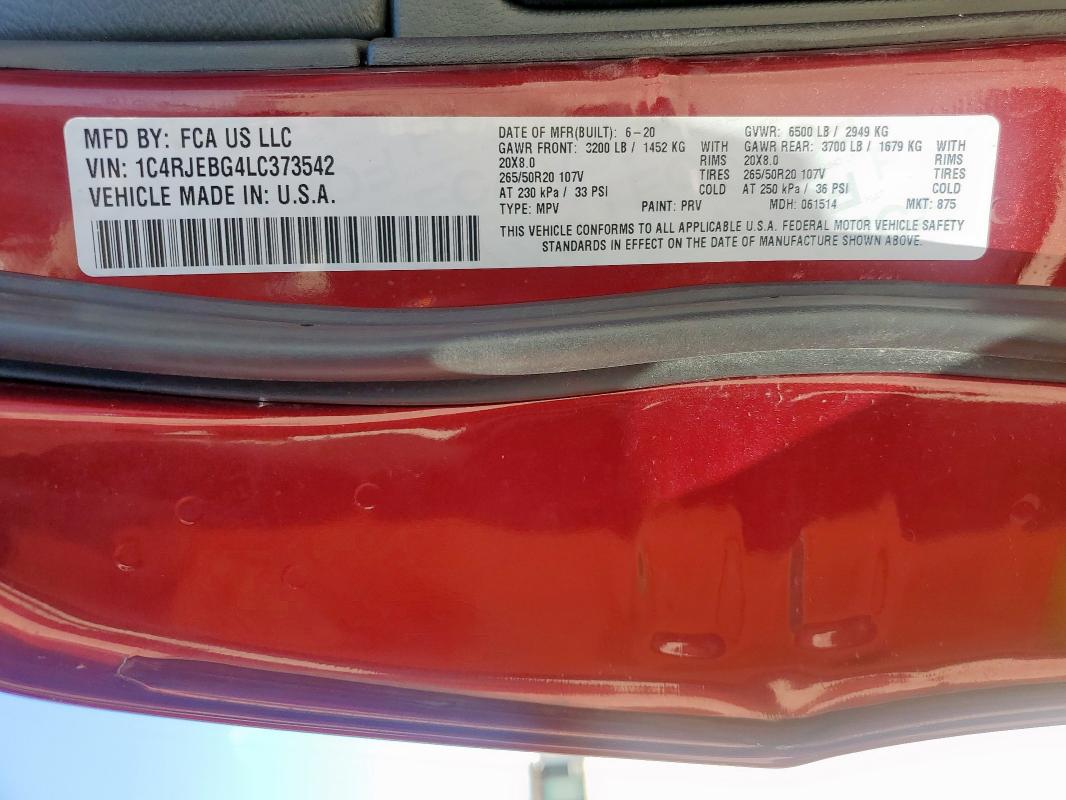 MFD BY: FCA US LLC
VIN: 1C4RJEBG4LC373542
VEHICLE MADE IN: U.S.A.
DATE OF MFR(BUILT): 6-20 GVWR: 6500 LB / 2949 KG
GAWR FRONT: 3200 LB / 1452 KG WITH GAWR REAR: 3700 LB / 1679 KG WITH
20X8.0 RIMS 20X8.0 RIMS
265/50R20 107V TIRES 265/50R20 107V TIRES
AT 230 kPa / 33 PSI COLD AT 250 kPa / 36 PSI COLD
TYPE: MPV PAINT: PRV MDH: 061514 MKT: 875
THIS VEHICLE CONFORMS TO ALL APPLICABLE U.S.A. FEDERAL MOTOR VEHICLE SAFETY
STANDARDS IN EFFECT ON THE DATE OF MANUFACTURE SHOWN ABOVE.